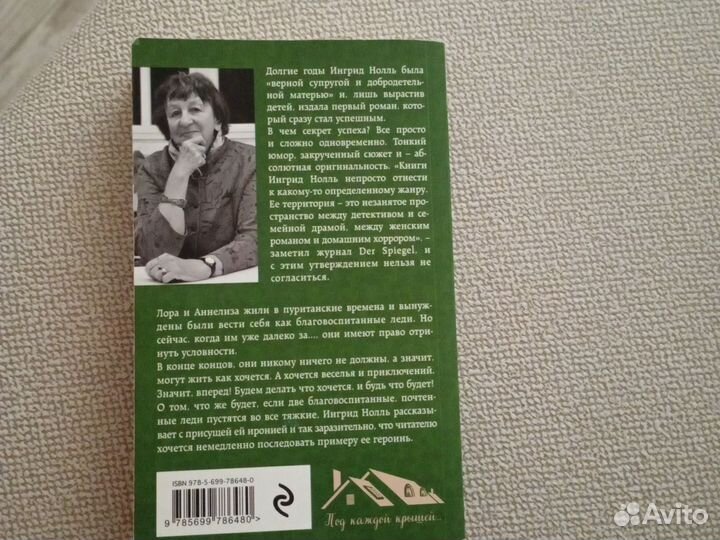 Долгие годы Ингрид Нолль была
«верной супругой и добродетель-
ной матерью» и, лишь вырастив
детей, издала первый роман, кото-
рый сразу стал успешным.
В чем секрет успеха? Все просто
и сложно одновременно. Тонкий
юмор, закрученный сюжет и – аб-
солютная оригинальность. «Книги
Ингрид Нолль непросто отнести
к какому-то определенному жанру.
Ее территория – это незанятое про-
странство между детективом и се-
мейной драмой, между женским
романом и домашним хоррором», –
заметил журнал Der Spiegel, и
с этим утверждением нельзя не
согласиться.
Лора и Аннелиза жили в пуританские времена и вынуж-
дены были вести себя как благовоспитанные леди. Но
сейчас, когда им уже далеко за..., они имеют право отри-
нуть условности.
В конце концов, они никому ничего не должны, а значит,
могут жить как хочется. А хочется веселья и приключений.
Значит, вперед! Будем делать что хочется, и будь что будет!
О том, что же будет, если две благовоспитанные, почтен-
ные леди пустятся во все тяжкие, Ингрид Нолль рассказы-
вает с присущей ей иронией и так заразительно, что читателю
хочется немедленно последовать примеру ее героинь.
ISBN 978-5-699-78648-0
9 785699 786480 >
Под каждой крышей...
Avito